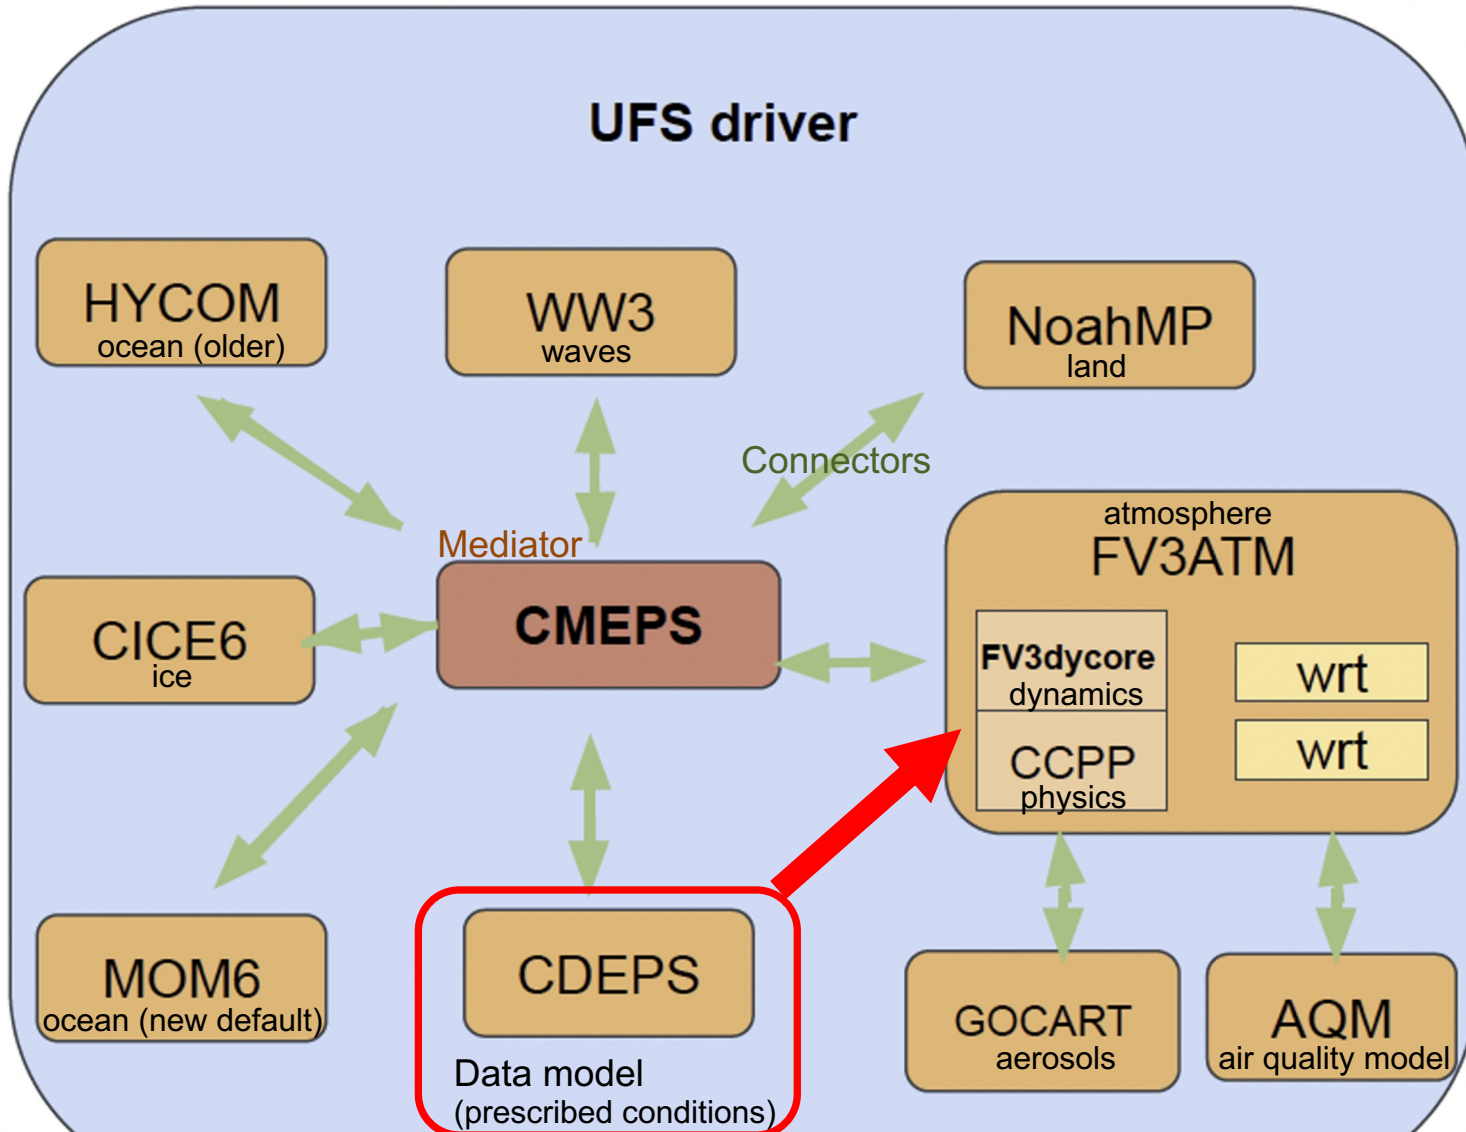 UFS driver
HYCOM
ocean (older)
WW3
waves
NoahMP
land
Connectors
Mediator
CMEPS
CICE6
ice
atmosphere
FV3ATM
FV3dycore
dynamics
CCPP
physics
wrt
wrt
MOM6
ocean (new default)
CDEPS
Data model
(prescribed conditions)
GOCART
aerosols
AQM
air quality model